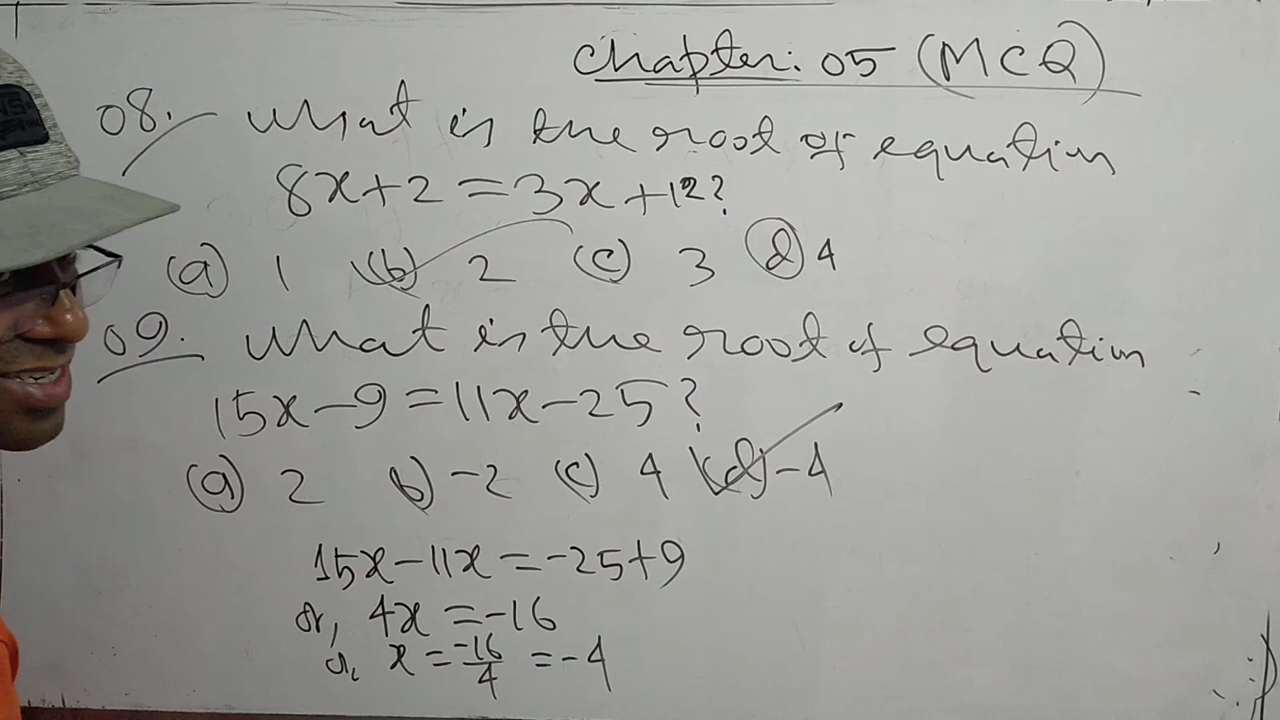 Chapter: 05 (MCQ)
08. What is the root of equation
8x+2=3x+12?
(a) 1 (b) 2 (c) 3 (d) 4
09. What is the root of equation
15x-9=11x-25?
(a) 2 b) -2 (c) 4 (d) -4
15x-11x=-25+9
or, 4x=-16
or, x=-16/4=-4